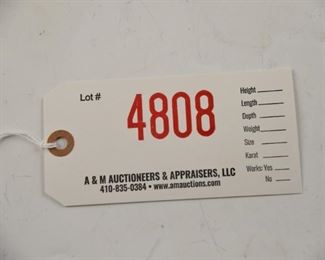 Lot #
4808
Height
Length
Depth
Weight
Size
Karat
Works: Yes
No
A & M AUCTIONEERS & APPRAISERS, LLC
410-835-0384 • www.amauctions.com